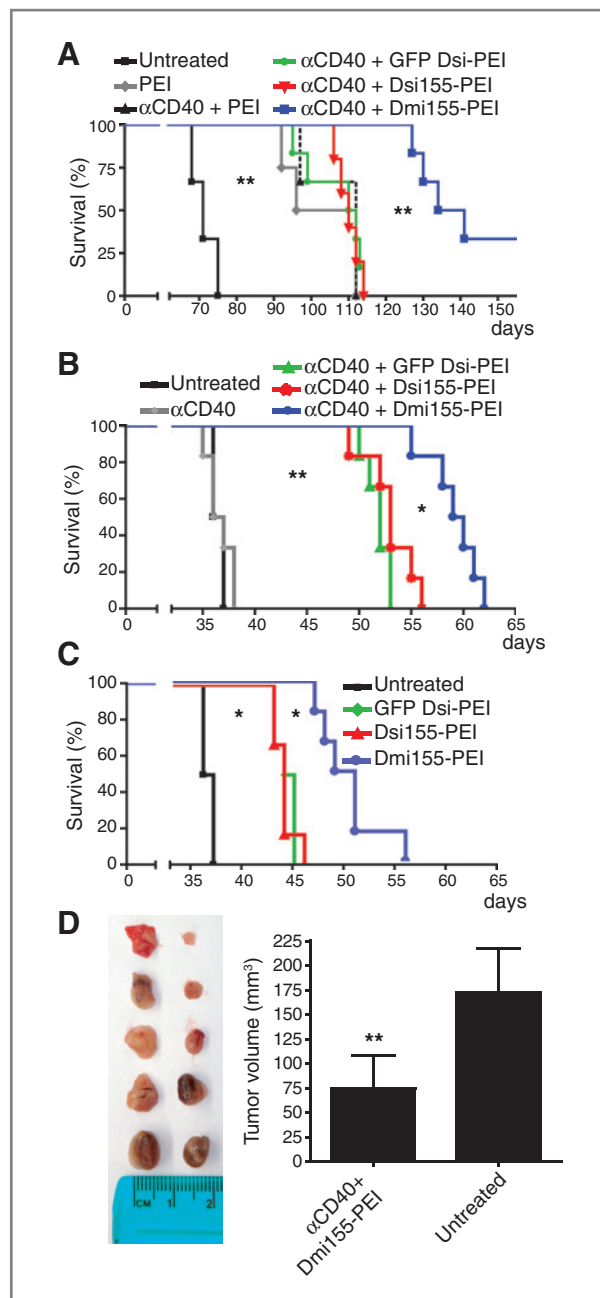 A
Untreated
PEI
αCD40 + PEI
αCD40 + GFP Dsi-PEI
αCD40 + Dsi155-PEI
αCD40 + Dmi155-PEI
Survival (%)
100
75
50
25
0
**
**
0 70 80 90 100 110 120 130 140 150
days
B
Untreated
αCD40
αCD40 + GFP Dsi-PEI
αCD40 + Dsi155-PEI
αCD40 + Dmi155-PEI
Survival (%)
100
80
60
40
20
0
**
*
0 35 40 45 50 55 60 65
days
C
Untreated
GFP Dsi-PEI
Dsi155-PEI
Dmi155-PEI
Survival (%)
100
80
60
40
20
0
*
*
0 35 40 45 50 55 60 65
days
D
CM 1 2
Tumor volume (mm³)
225
200
175
150
125
100
75
50
25
0
**
αCD40+
Dmi155-PEI
Untreated